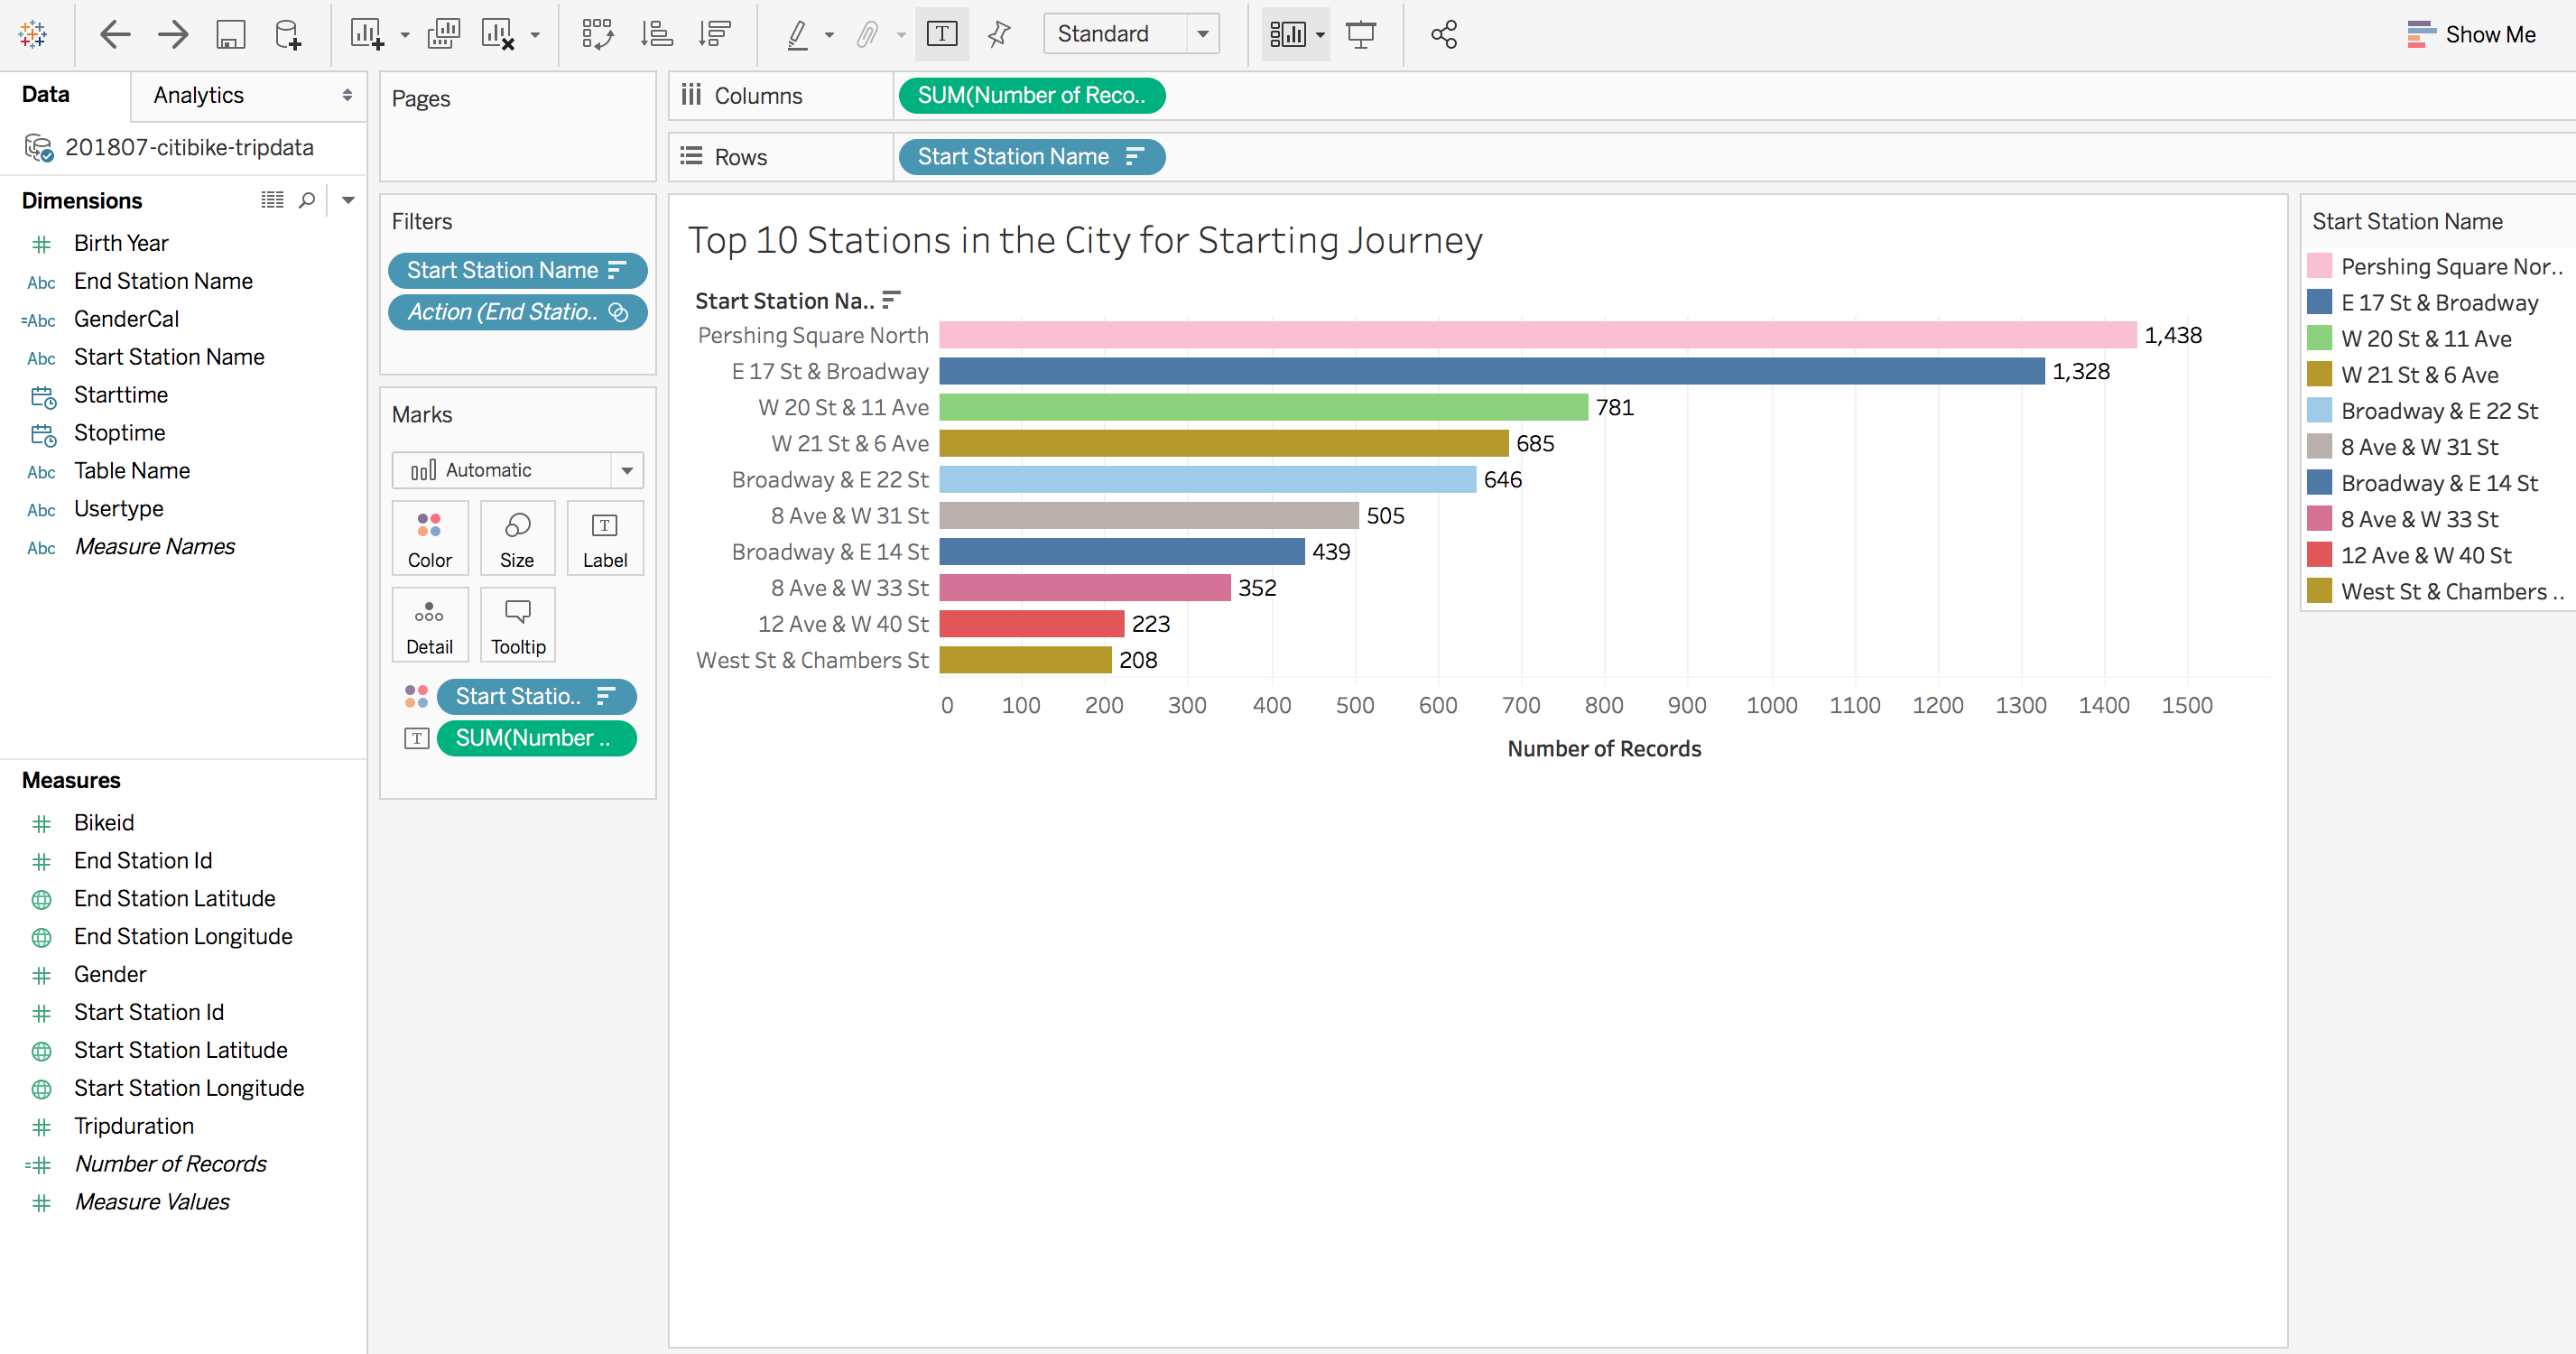 Standard
Show Me
Data
Analytics
201807-citibike-tripdata
Dimensions
Birth Year
Abc End Station Name
=Abc GenderCal
Abc Start Station Name
Starttime
Stoptime
Abc Table Name
Abc Usertype
Abc Measure Names
Measures
Bikeid
End Station Id
End Station Latitude
End Station Longitude
Gender
Start Station Id
Start Station Latitude
Start Station Longitude
Tripduration
Number of Records
Measure Values
Pages
Filters
Start Station Name
Action (End Statio..
Marks
Automatic
Color
Size
T
Label
Detail
Tooltip
Start Statio..
T SUM(Number ..
Columns
SUM(Number of Reco..
Rows
Start Station Name
Top 10 Stations in the City for Starting Journey
Start Station Na..
Pershing Square North 1,438
E 17 St & Broadway 1,328
W 20 St & 11 Ave 781
W 21 St & 6 Ave 685
Broadway & E 22 St 646
8 Ave & W 31 St 505
Broadway & E 14 St 439
8 Ave & W 33 St 352
12 Ave & W 40 St 223
West St & Chambers St 208
0 100 200 300 400 500 600 700 800 900 1000 1100 1200 1300 1400 1500
Number of Records
Start Station Name
Pershing Square Nor..
E 17 St & Broadway
W 20 St & 11 Ave
W 21 St & 6 Ave
Broadway & E 22 St
8 Ave & W 31 St
Broadway & E 14 St
8 Ave & W 33 St
12 Ave & W 40 St
West St & Chambers ..